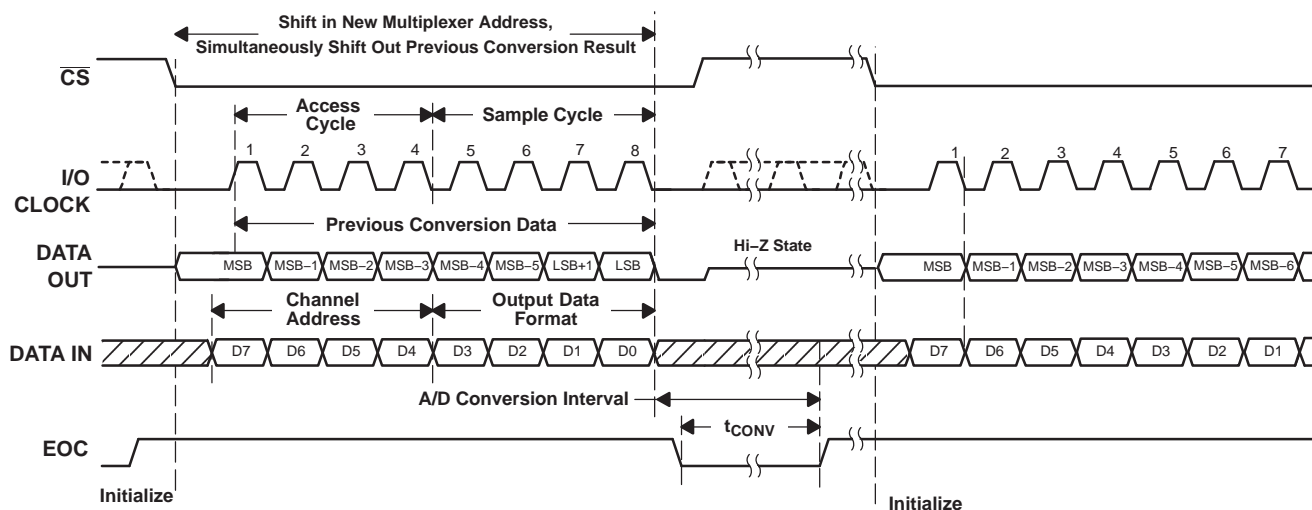 Shift in New Multiplexer Address,
Simultaneously Shift Out Previous Conversion Result
CS
Access
Cycle
Sample Cycle
1 2 3 4 5 6 7 8 1 2 3 4 5 6 7
I/O
CLOCK
Previous Conversion Data
DATA
OUT
Hi–Z State
MSB MSB–1 MSB–2 MSB–3 MSB–4 MSB–5 LSB+1 LSB MSB MSB–1 MSB–2 MSB–3 MSB–4 MSB–5 MSB–6
Channel
Address
Output Data
Format
DATA IN
D7 D6 D5 D4 D3 D2 D1 D0 D7 D6 D5 D4 D3 D2 D1
A/D Conversion Interval
tCONV
EOC
Initialize
Initialize